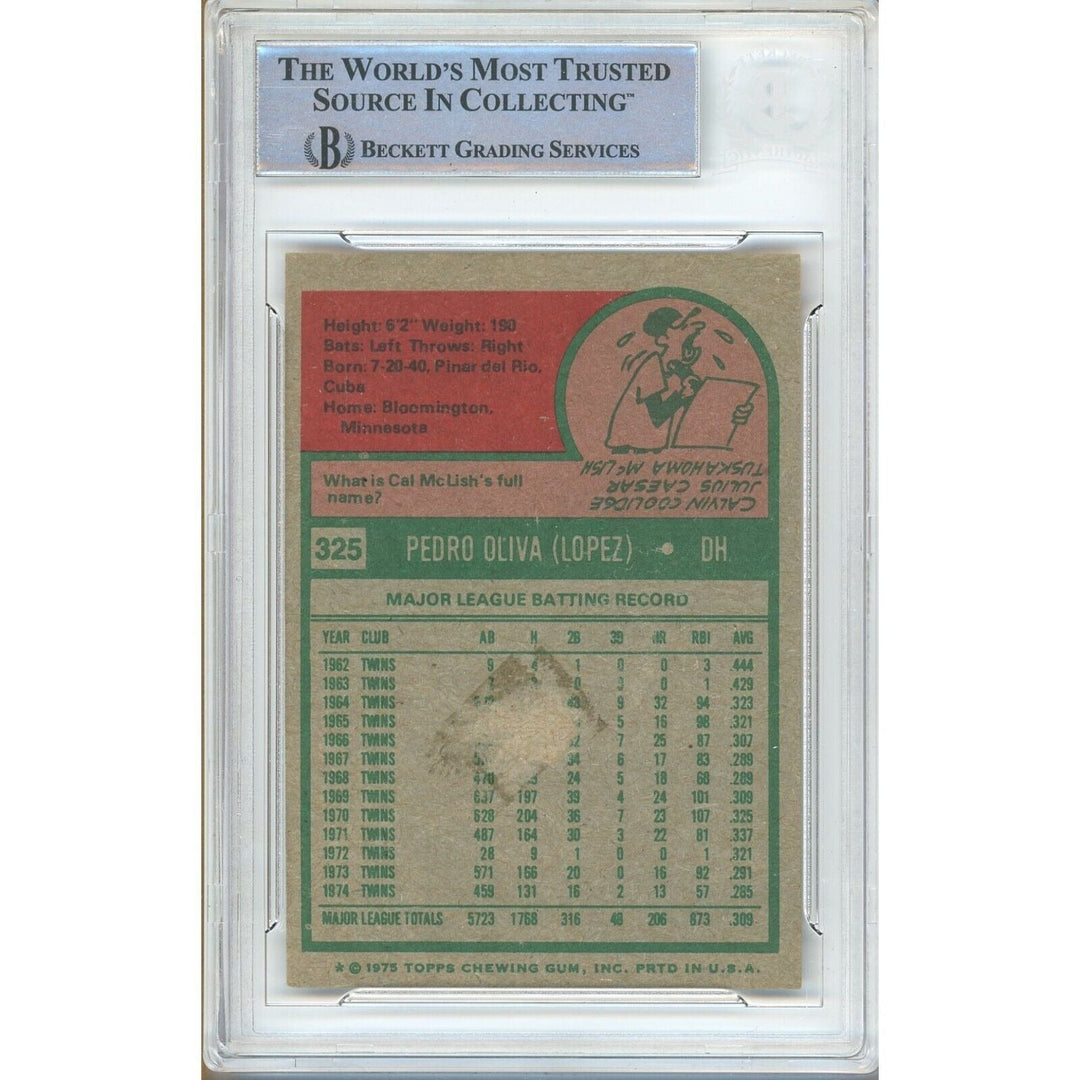 THE WORLD'S MOST TRUSTED
SOURCE IN COLLECTING™
B BECKETT GRADING SERVICES
Height: 6'2" Weight: 190
Bats: Left Throws: Right
Born: 7-20-40, Pinar del Rio,
Cuba
Home: Bloomington,
Minnesota
What is Cal McLish's full
name?
CALVIN COOLIDGE
JULIUS CAESAR
TUSKAHOMA McLISH
325 PEDRO OLIVA (LOPEZ) • DH
MAJOR LEAGUE BATTING RECORD
YEAR CLUB AB H 2B 3B HR RBI AVG
1962 TWINS 9 4 1 0 0 3 .444
1963 TWINS 0 0 1 .429
1964 TWINS 9 32 94 .323
1965 TWINS 5 16 98 .321
1966 TWINS 7 25 87 .307
1967 TWINS 34 6 17 83 .289
1968 TWINS 470 24 5 18 68 .289
1969 TWINS 637 197 39 4 24 101 .309
1970 TWINS 628 204 36 7 23 107 .325
1971 TWINS 487 164 30 3 22 81 .337
1972 TWINS 28 9 1 0 0 1 .321
1973 TWINS 571 166 20 0 16 92 .291
1974 TWINS 459 131 16 2 13 57 .285
MAJOR LEAGUE TOTALS 5723 1768 316 48 206 873 .309
* © 1975 TOPPS CHEWING GUM, INC. PRTD IN U.S.A.